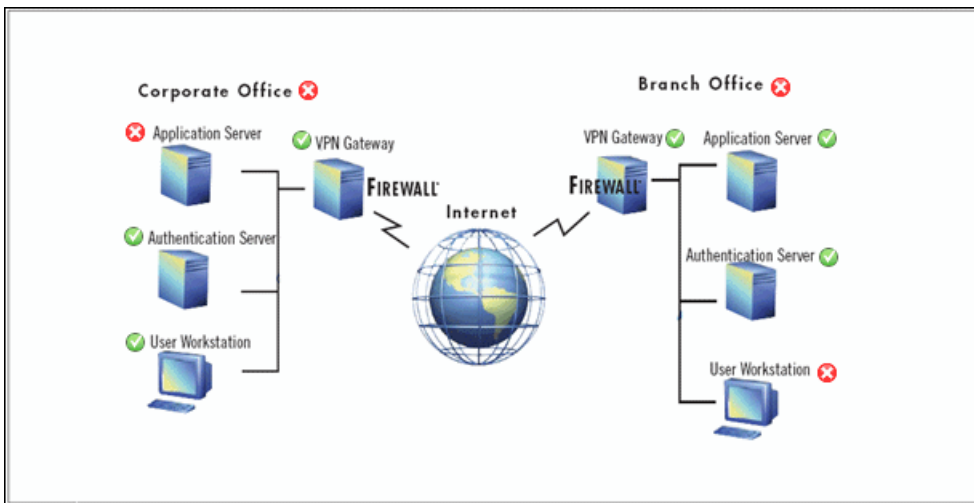 Corporate Office
Application Server
VPN Gateway
FIREWALL
Authentication Server
User Workstation
Internet
Branch Office
VPN Gateway
Application Server
FIREWALL
Authentication Server
User Workstation